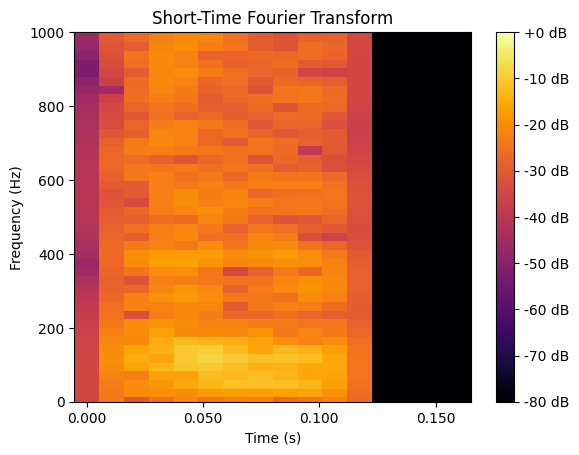 Short-Time Fourier Transform
1000
800
600
400
200
0
Frequency (Hz)
0.000
0.050
0.100
0.150
Time (s)
+0 dB
-10 dB
-20 dB
-30 dB
-40 dB
-50 dB
-60 dB
-70 dB
-80 dB